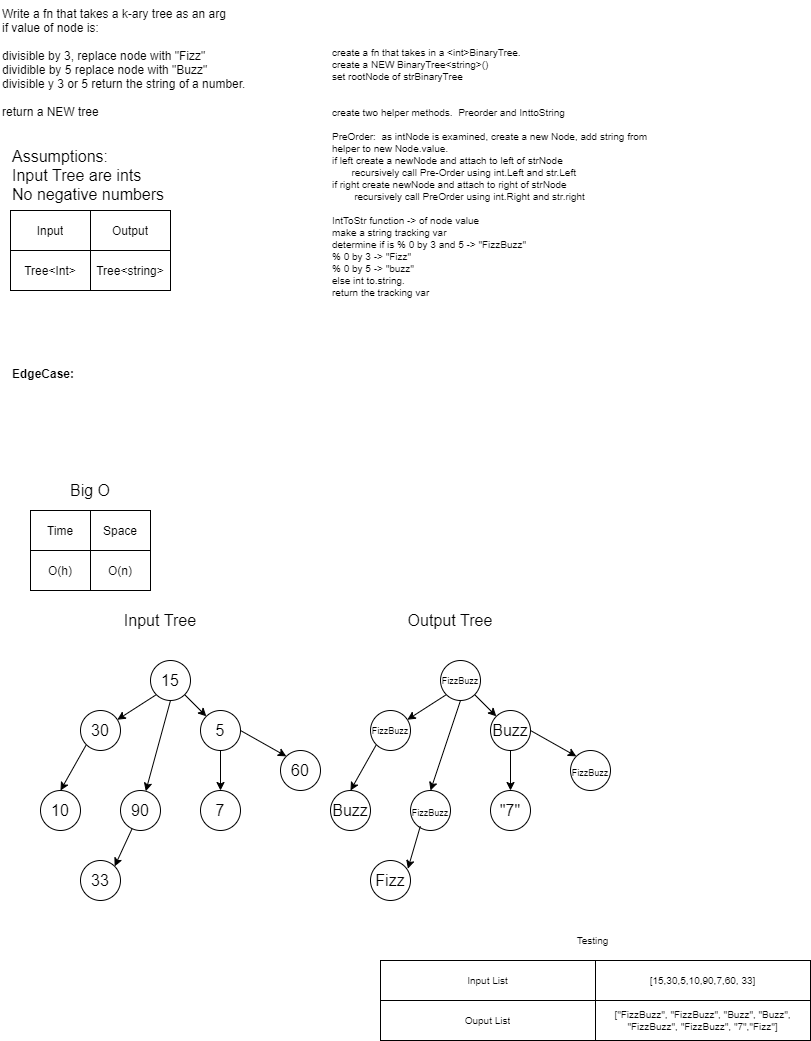 Write a fn that takes a k-ary tree as an arg
if value of node is:
divisible by 3, replace node with "Fizz"
dividible by 5 replace node with "Buzz"
divisible y 3 or 5 return the string of a number.
return a NEW tree
Assumptions:
Input Tree are ints
No negative numbers
Input Output
Tree<Int> Tree<string>
create a fn that takes in a <int>BinaryTree.
create a NEW BinaryTree<string>()
set rootNode of strBinaryTree
create two helper methods.  Preorder and InttoString
PreOrder:  as intNode is examined, create a new Node, add string from
helper to new Node.value.
if left create a newNode and attach to left of strNode
recursively call Pre-Order using int.Left and str.Left
if right create newNode and attach to right of strNode
recursively call PreOrder using int.Right and str.right
IntToStr function -> of node value
make a string tracking var
determine if is % 0 by 3 and 5 -> "FizzBuzz"
% 0 by 3 -> "Fizz"
% 0 by 5 -> "buzz"
else int to.string.
return the tracking var
EdgeCase:
Big O
Time Space
O(h) O(n)
Input Tree
15
30 5
60
10 90 7
33
Output Tree
FizzBuzz
FizzBuzz Buzz
FizzBuzz
Buzz FizzBuzz "7"
Fizz
Testing
Input List [15,30,5,10,90,7,60, 33]
Ouput List ["FizzBuzz", "FizzBuzz", "Buzz", "Buzz",
"FizzBuzz", "FizzBuzz", "7","Fizz"]